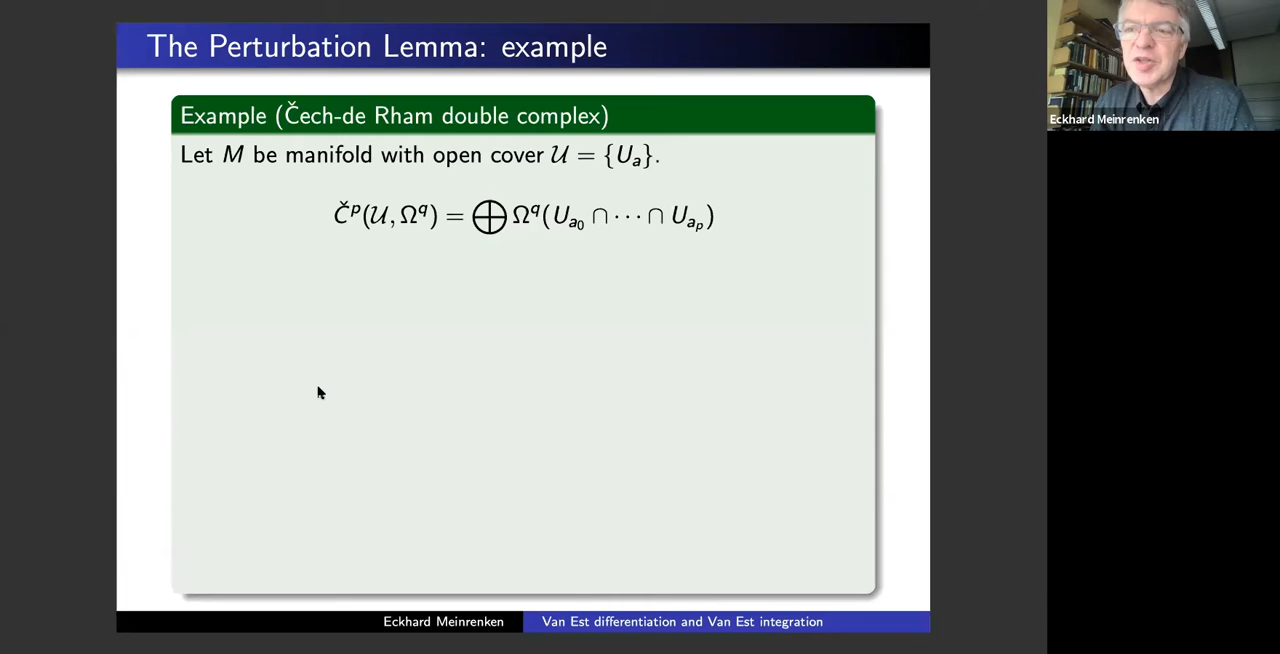 The Perturbation Lemma: example
Example (Čech-de Rham double complex)
Let M be manifold with open cover 𝒰 = {Uₐ}.
Č^p(𝒰, Ω^q) = ⨁ Ω^q(U_{a_0} ∩ ⋯ ∩ U_{a_p})
Eckhard Meinrenken
Van Est differentiation and Van Est integration
Eckhard Meinrenken